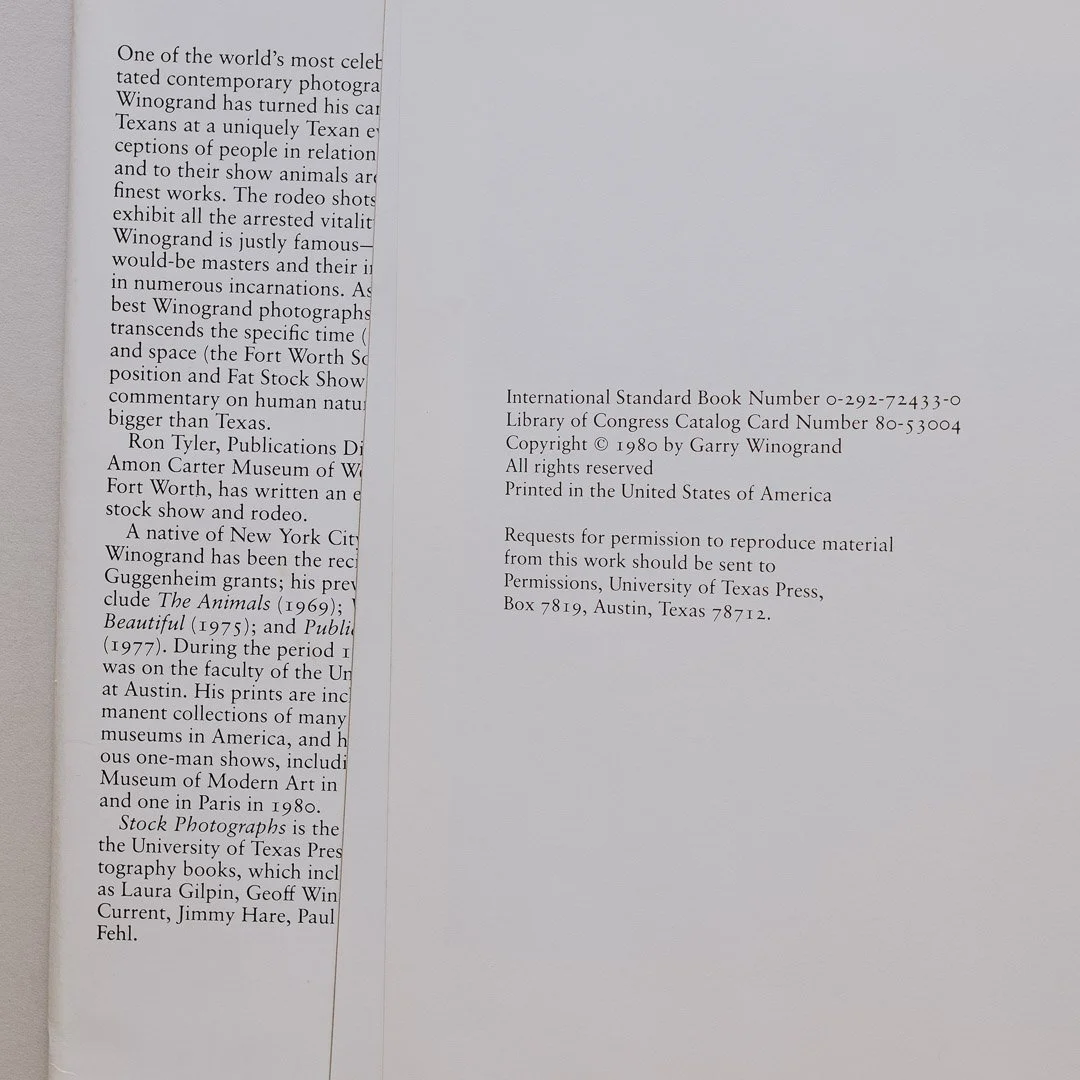 One of the world's most celeb
tated contemporary photogra
Winogrand has turned his car
Texans at a uniquely Texan e
ceptions of people in relation
and to their show animals are
finest works. The rodeo shots
exhibit all the arrested vitalit
Winogrand is justly famous—
would-be masters and their i
in numerous incarnations. As
best Winogrand photographs
transcends the specific time (
and space (the Fort Worth So
position and Fat Stock Show
commentary on human natu
bigger than Texas.
Ron Tyler, Publications Di
Amon Carter Museum of We
Fort Worth, has written an e
stock show and rodeo.
A native of New York City
Winogrand has been the reci
Guggenheim grants; his prev
clude The Animals (1969);
Beautiful (1975); and Public
(1977). During the period 1
was on the faculty of the Un
at Austin. His prints are incl
manent collections of many
museums in America, and h
ous one-man shows, includi
Museum of Modern Art in
and one in Paris in 1980.
Stock Photographs is the
the University of Texas Pres
tography books, which incl
as Laura Gilpin, Geoff Win
Current, Jimmy Hare, Paul
Fehl.
International Standard Book Number 0-292-72433-0
Library of Congress Catalog Card Number 80-53004
Copyright © 1980 by Garry Winogrand
All rights reserved
Printed in the United States of America
Requests for permission to reproduce material
from this work should be sent to
Permissions, University of Texas Press,
Box 7819, Austin, Texas 78712.